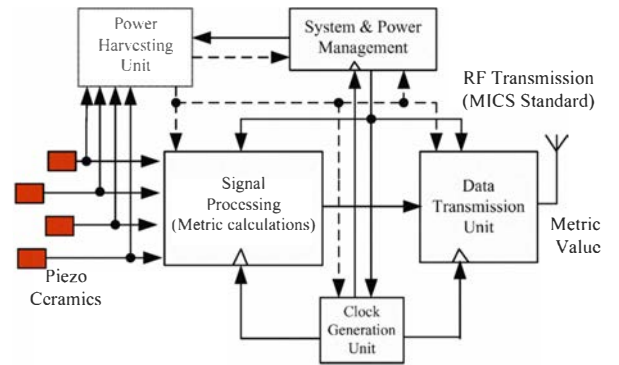 Power
Harvesting
Unit
System & Power
Management
RF Transmission
(MICS Standard)
Signal
Processing
(Metric calculations)
Data
Transmission
Unit
Metric
Value
Piezo
Ceramics
Clock
Generation
Unit